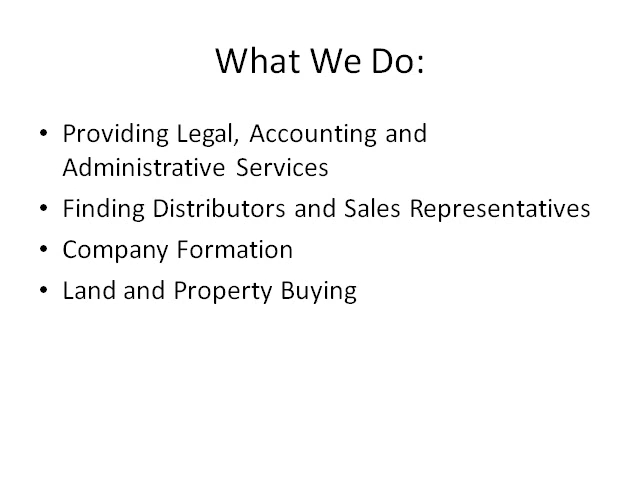 What We Do:
• Providing Legal, Accounting and
Administrative Services
• Finding Distributors and Sales Representatives
• Company Formation
• Land and Property Buying